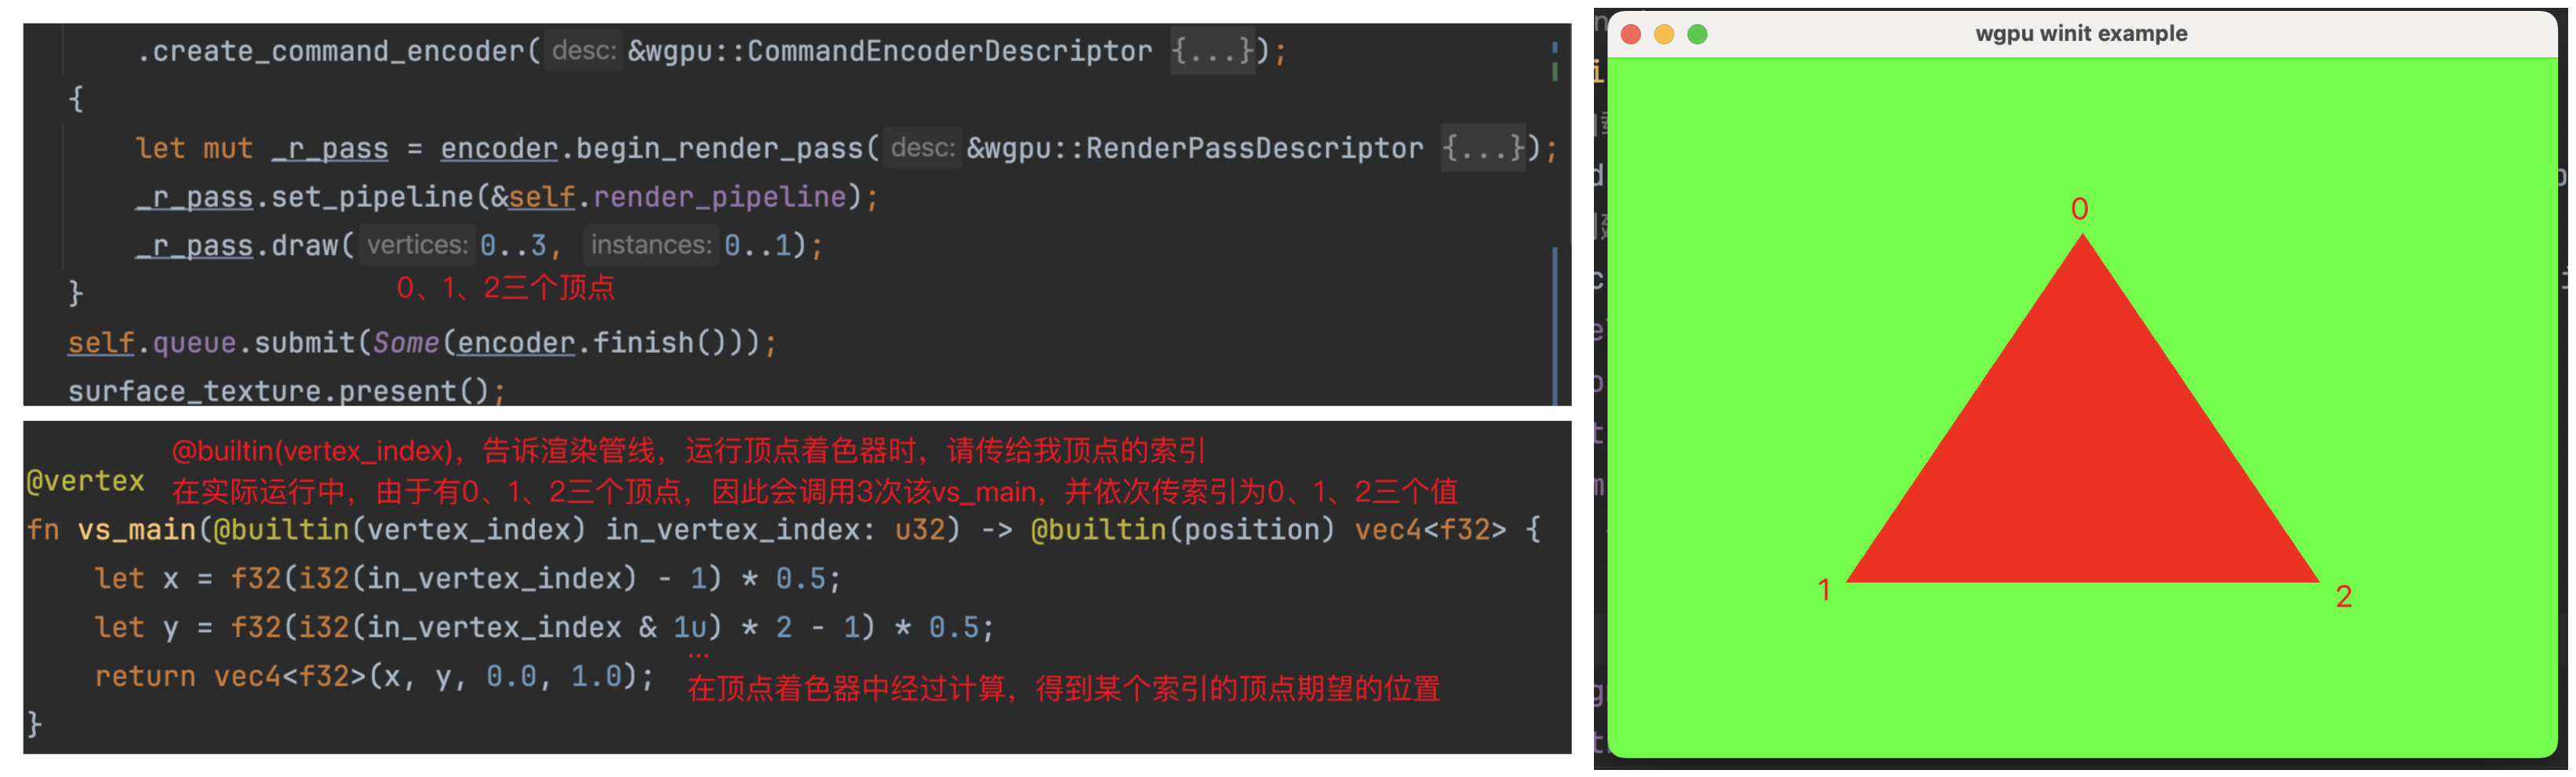 .create_command_encoder( desc: &wgpu::CommandEncoderDescriptor {...});
{
let mut _r_pass = encoder.begin_render_pass( desc: &wgpu::RenderPassDescriptor {...});
_r_pass.set_pipeline(&self.render_pipeline);
_r_pass.draw( vertices: 0..3, instances: 0..1);
0、1、2三个顶点
}
self.queue.submit(Some(encoder.finish()));
surface_texture.present();
@builtin(vertex_index)，告诉渲染管线，运行顶点着色器时，请传给我顶点的索引
@vertex
在实际运行中，由于有0、1、2三个顶点，因此会调用3次该vs_main，并依次传索引为0、1、2三个值
fn vs_main(@builtin(vertex_index) in_vertex_index: u32) -> @builtin(position) vec4<f32> {
let x = f32(i32(in_vertex_index) - 1) * 0.5;
let y = f32(i32(in_vertex_index & 1u) * 2 - 1) * 0.5;
...
return vec4<f32>(x, y, 0.0, 1.0);
在顶点着色器中经过计算，得到某个索引的顶点期望的位置
}
wgpu winit example
0
1
2